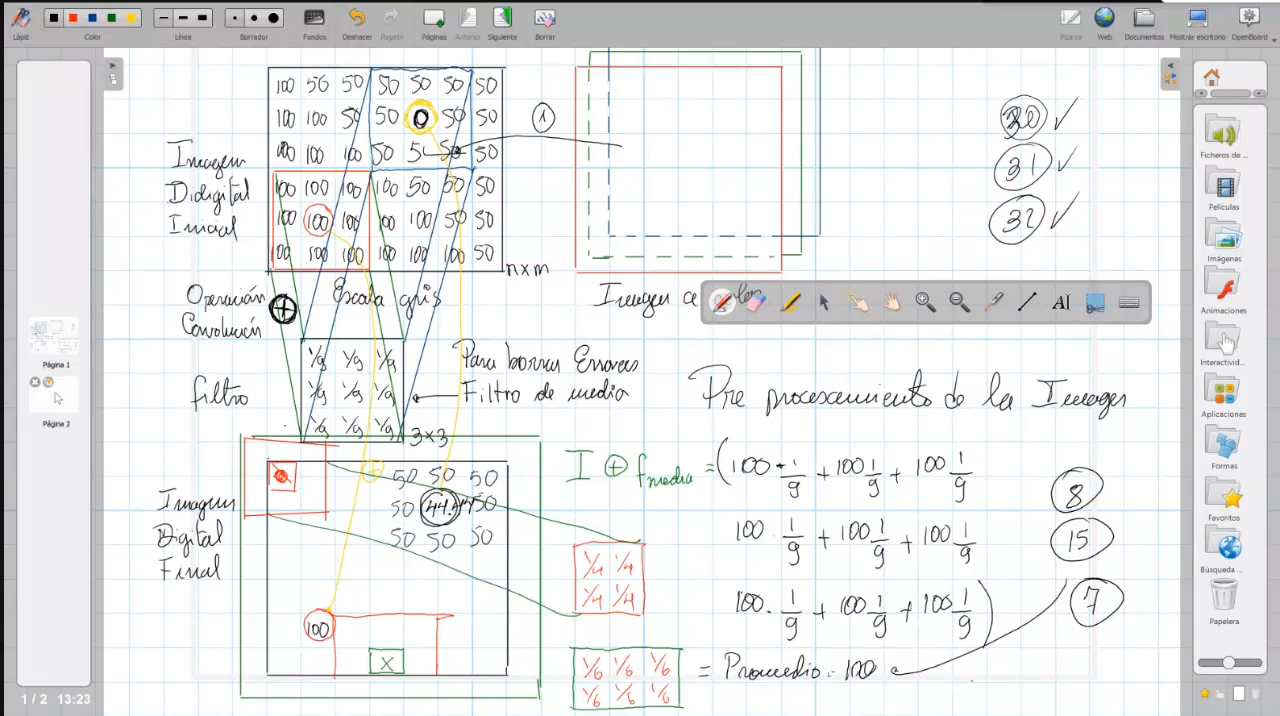 Lápiz
Color
Línea
Borrador
Fondos
Deshacer
Repetir
Páginas
Anterior
Siguiente
Borrar
Pizarra
Web
Documentos
Mostrar escritorio
OpenBoard
100 50 50 50 50 50 50
100 100 50 50 0 50 50
100 100 100 50 50 50 50
100 100 100 100 50 50 50
100 100 100 100 100 50 50
100 100 100 100 100 100 50
n×m
Imagem
Didigital
Inicial
1
30 ✓
31 ✓
32 ✓
Operación
Convolución
+
Escala gris
Imagen a
AI
Filtro
1/9 1/9 1/9
1/9 1/9 1/9
1/9 1/9 1/9
3×3
Para borrar Errores
Filtro de media
Pre procesamiento de la Imagen
Imagem
Digital
Final
50 50 50
50 44.44 50
50 50 50
100
X
I ⊕ fmedia = (100 · 1/9 + 100 1/9 + 100 1/9
100 · 1/9 + 100 1/9 + 100 1/9
100 · 1/9 + 100 1/9 + 100 1/9)
= Promedio · 100
8
15
7
1/4 1/4
1/4 1/4
1/6 1/6 1/6
1/6 1/6 1/6
Página 1
Página 2
1 / 2 13:23
Ficheros de ...
Películas
Imágenes
Animaciones
Interactivid...
Aplicaciones
Formas
Favoritos
Búsqueda ...
Papelera